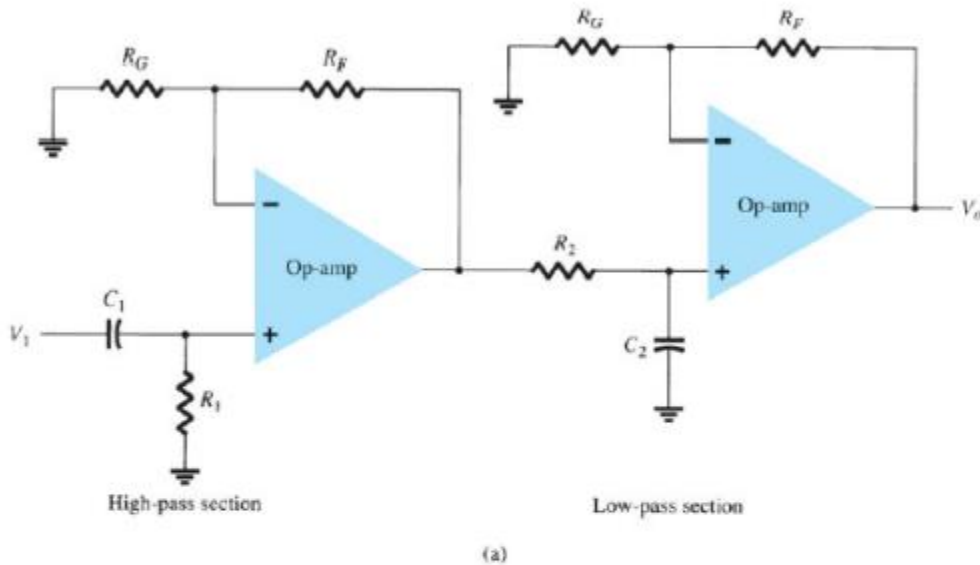 R_G
R_F
R_G
R_F
−
Op-amp
Vo
−
Op-amp
R_2
+
C_1
V_1
+
C_2
R_1
High-pass section
Low-pass section
(a)